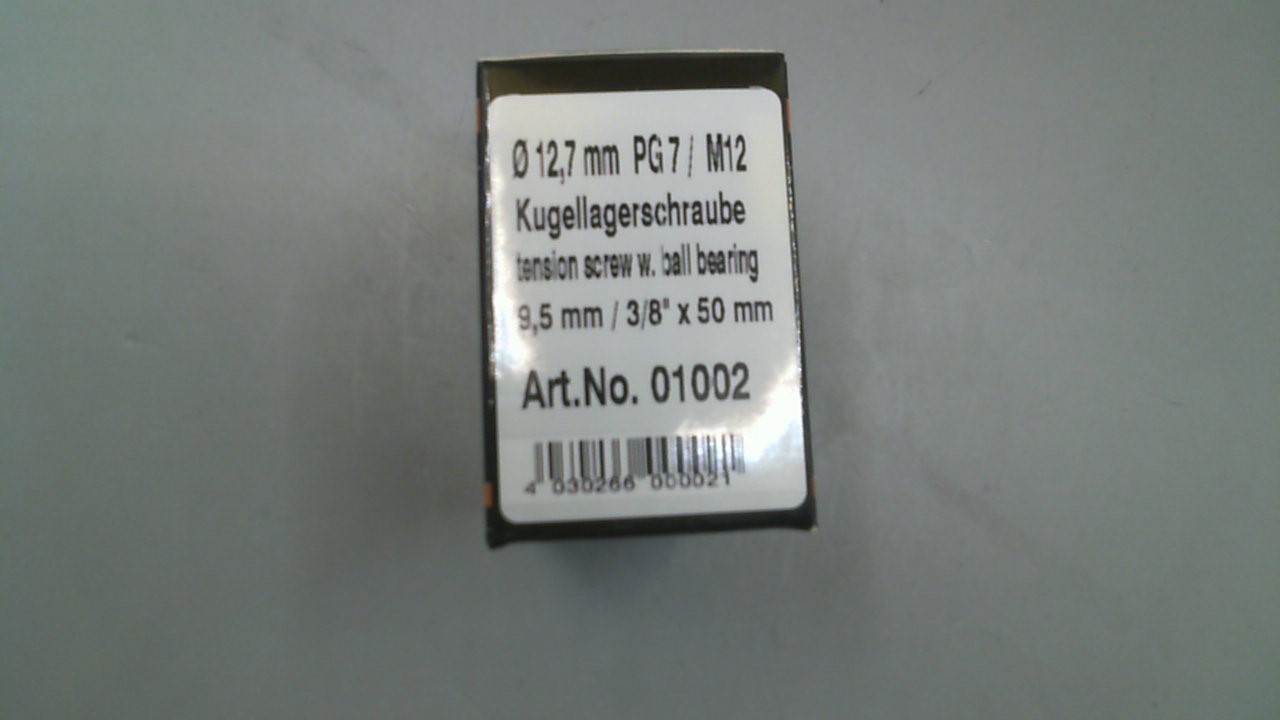 Ø 12,7 mm PG 7 / M12
Kugellagerschraube
tension screw w. ball bearing
9,5 mm / 3/8" x 50 mm
Art.No. 01002
4 030266 000021